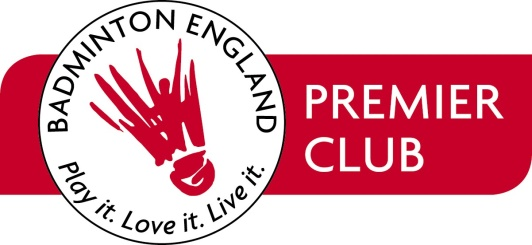 BADMINTON ENGLAND
Play it. Love it. Live it.
PREMIER
CLUB